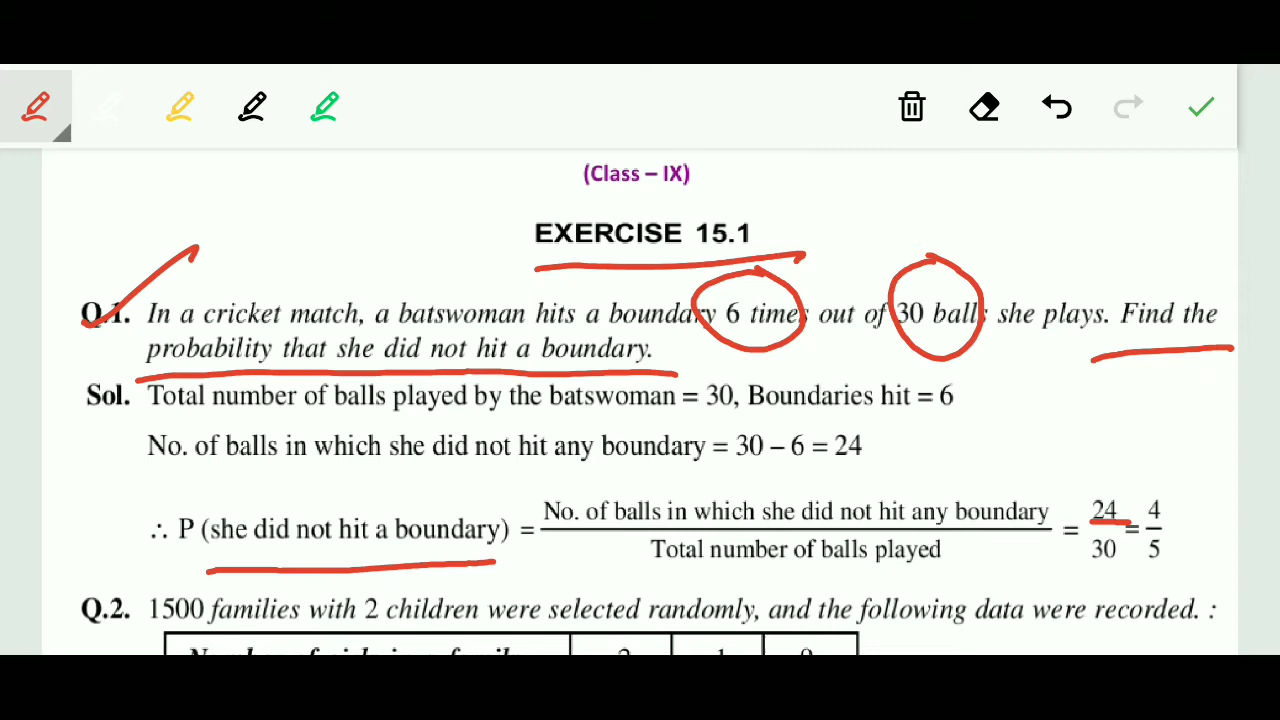 (Class – IX)
EXERCISE 15.1
Q.1. In a cricket match, a batswoman hits a boundary 6 times out of 30 balls she plays. Find the
probability that she did not hit a boundary.
Sol. Total number of balls played by the batswoman = 30, Boundaries hit = 6
No. of balls in which she did not hit any boundary = 30 – 6 = 24
∴ P (she did not hit a boundary) = No. of balls in which she did not hit any boundary / Total number of balls played = 24/30 = 4/5
Q.2. 1500 families with 2 children were selected randomly, and the following data were recorded. :